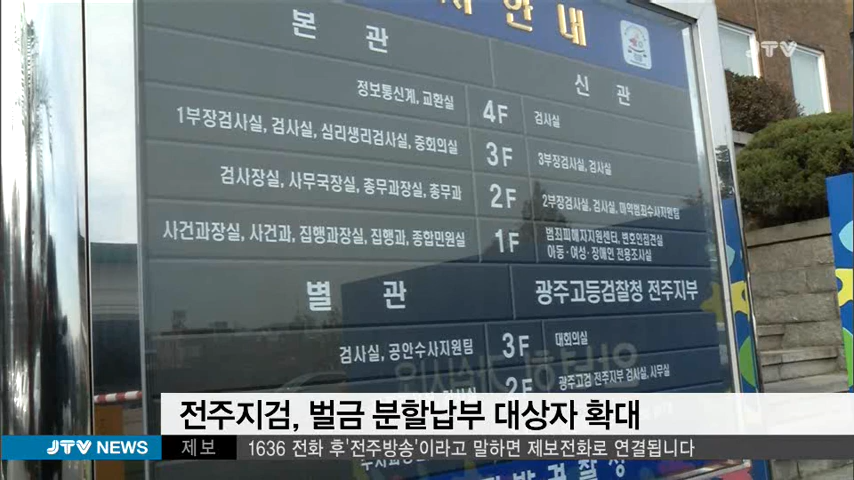 안 내
JTV
본 관
신 관
정보통신계, 교환실 4F 검사실
1부장검사실, 검사실, 심리생리검사실, 중회의실 3F 3부장검사실, 검사실
검사장실, 사무국장실, 총무과장실, 총무과 2F 2부장검사실, 검사실, 마약범죄수사지원팀
사건과장실, 사건과, 집행과장실, 집행과, 종합민원실 1F 범죄피해자지원센터, 변호인접견실
아동·여성·장애인 전용조사실
별 관
광주고등검찰청 전주지부
검사실, 공안수사지원팀 3F 대회의실
2F 광주고검 전주지부 검사실, 사무실
전주지검, 벌금 분할납부 대상자 확대
JTV NEWS 제보 1636 전화 후'전주방송'이라고 말하면 제보전화로 연결됩니다